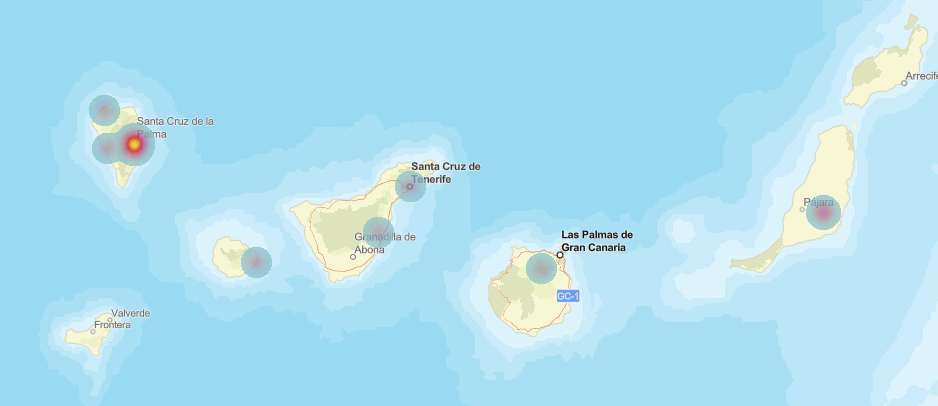 Arrecife
Santa Cruz de la
Palma
Santa Cruz de
Tenerife
Pájara
Las Palmas de
Gran Canaria
Granadilla de
Abona
GC-1
Valverde
Frontera